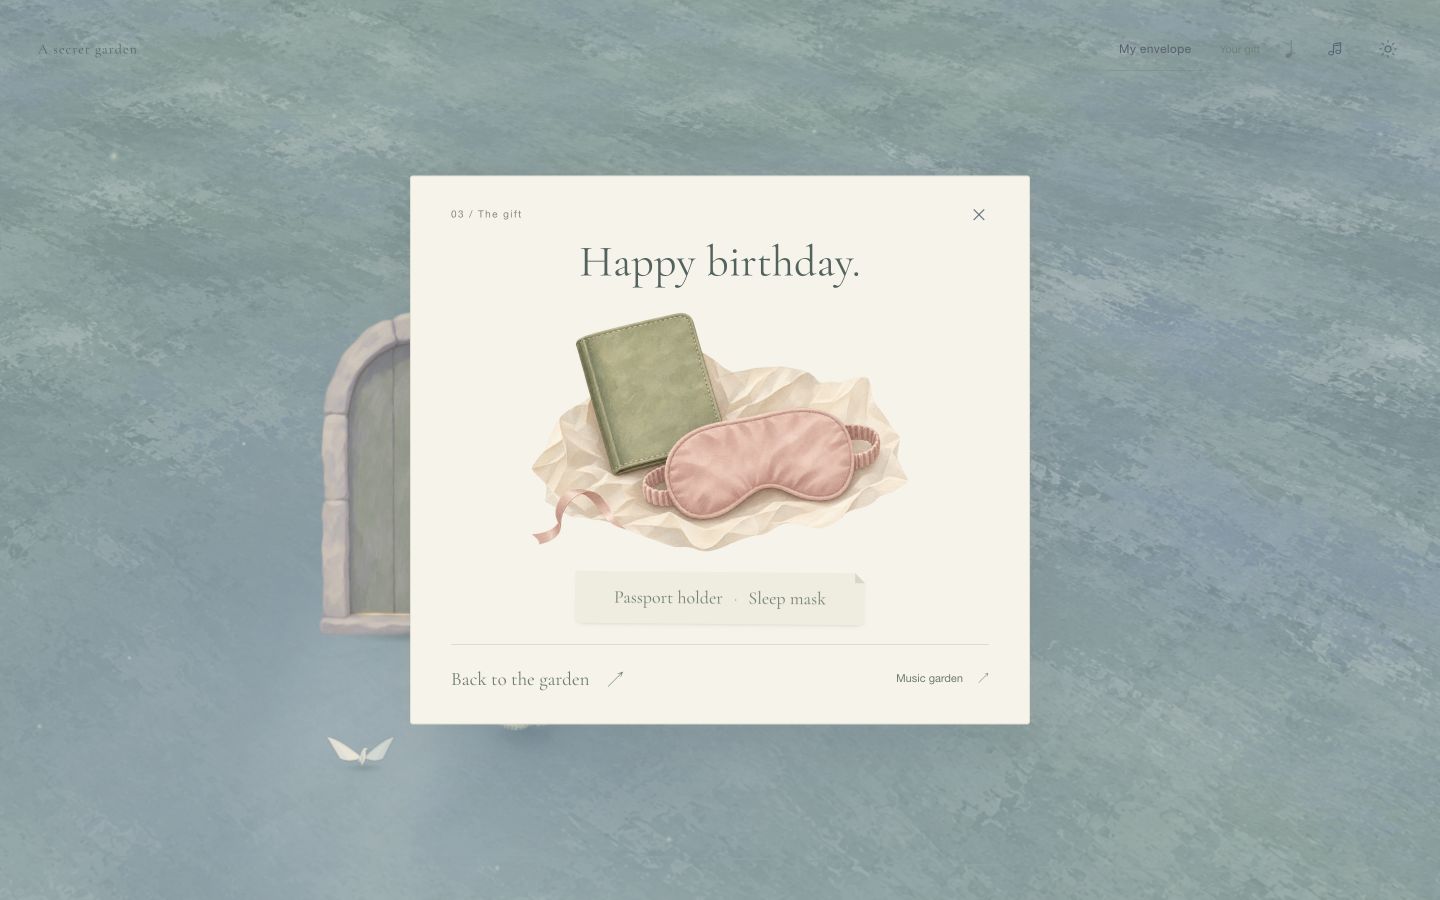 A secret garden
My envelope
Your gift
03 / The gift
Happy birthday.
Passport holder · Sleep mask
Back to the garden
Music garden